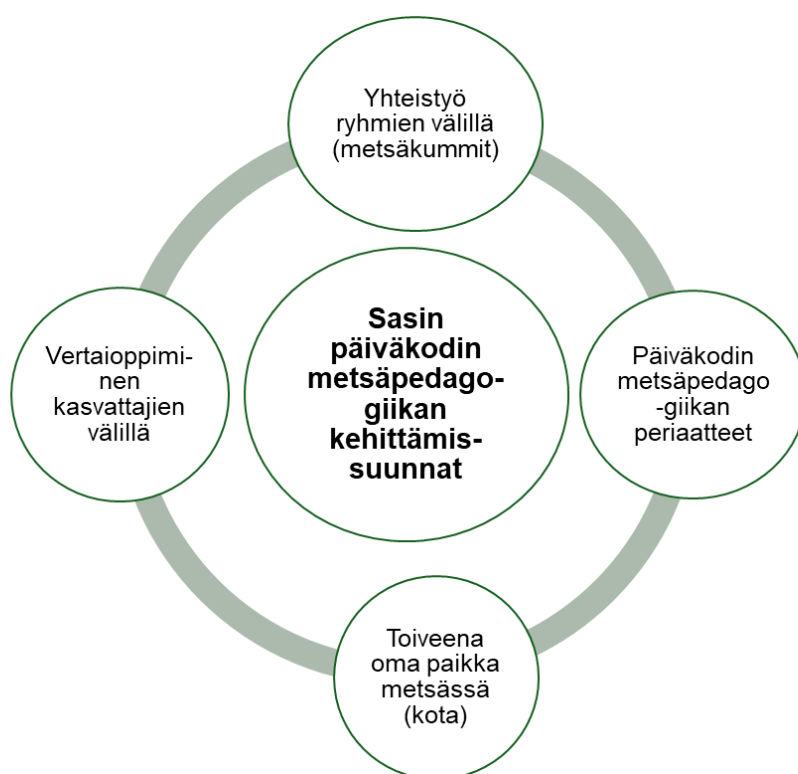 Yhteistyö
ryhmien välillä
(metsäkummit)
Sasin
päiväkodin
metsäpedago-
giikan
kehittämis-
suunnat
Vertaioppimi-
nen
kasvattajien
välillä
Päiväkodin
metsäpedago
-giikan
periaatteet
Toiveena
oma paikka
metsässä
(kota)